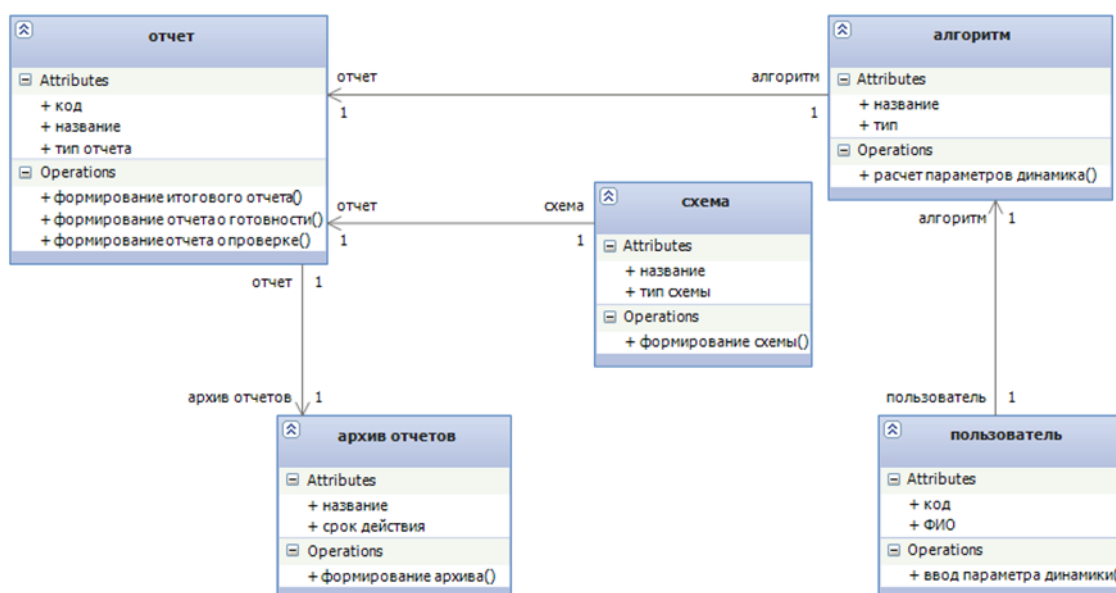 отчет
Attributes
+ код
+ название
+ тип отчета
Operations
+ формирование итогового отчета()
+ формирование отчета о готовности()
+ формирование отчета о проверке()
отчет
алгоритм
1
1
алгоритм
Attributes
+ название
+ тип
Operations
+ расчет параметров динамика()
отчет
схема
1
1
схема
Attributes
+ название
+ тип схемы
Operations
+ формирование схемы()
алгоритм
1
отчет
1
архив отчетов
1
пользователь
1
архив отчетов
Attributes
+ название
+ срок действия
Operations
+ формирование архива()
пользователь
Attributes
+ код
+ ФИО
Operations
+ ввод параметра динамики(